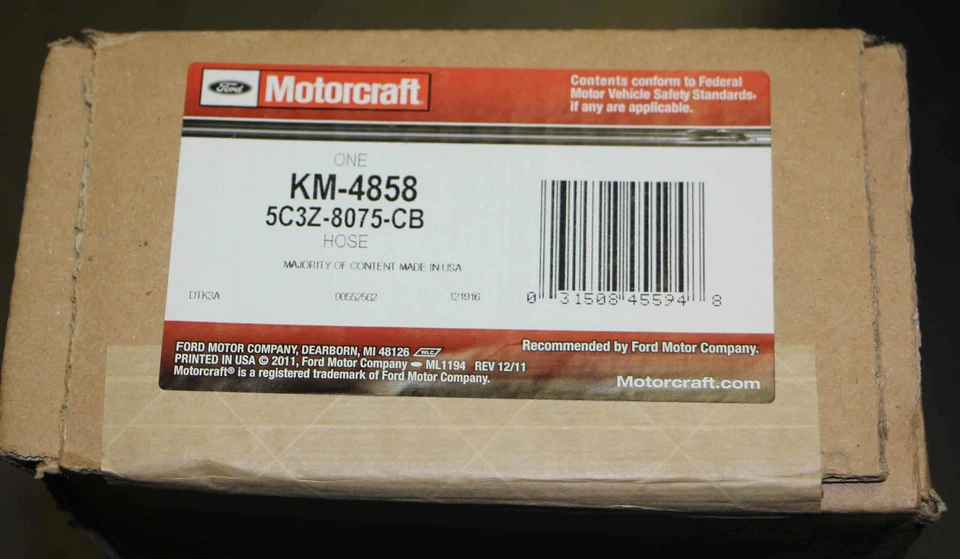 Ford Motorcraft
Contents conform to Federal
Motor Vehicle Safety Standards,
if any are applicable.
ONE
KM-4858
5C3Z-8075-CB
HOSE
MAJORITY OF CONTENT MADE IN USA
DTK3A 00552562 121916
0 31508 45594 8
FORD MOTOR COMPANY, DEARBORN, MI 48126 WLC
PRINTED IN USA © 2011, Ford Motor Company ML1194 REV 12/11
Motorcraft® is a registered trademark of Ford Motor Company.
Recommended by Ford Motor Company.
Motorcraft.com